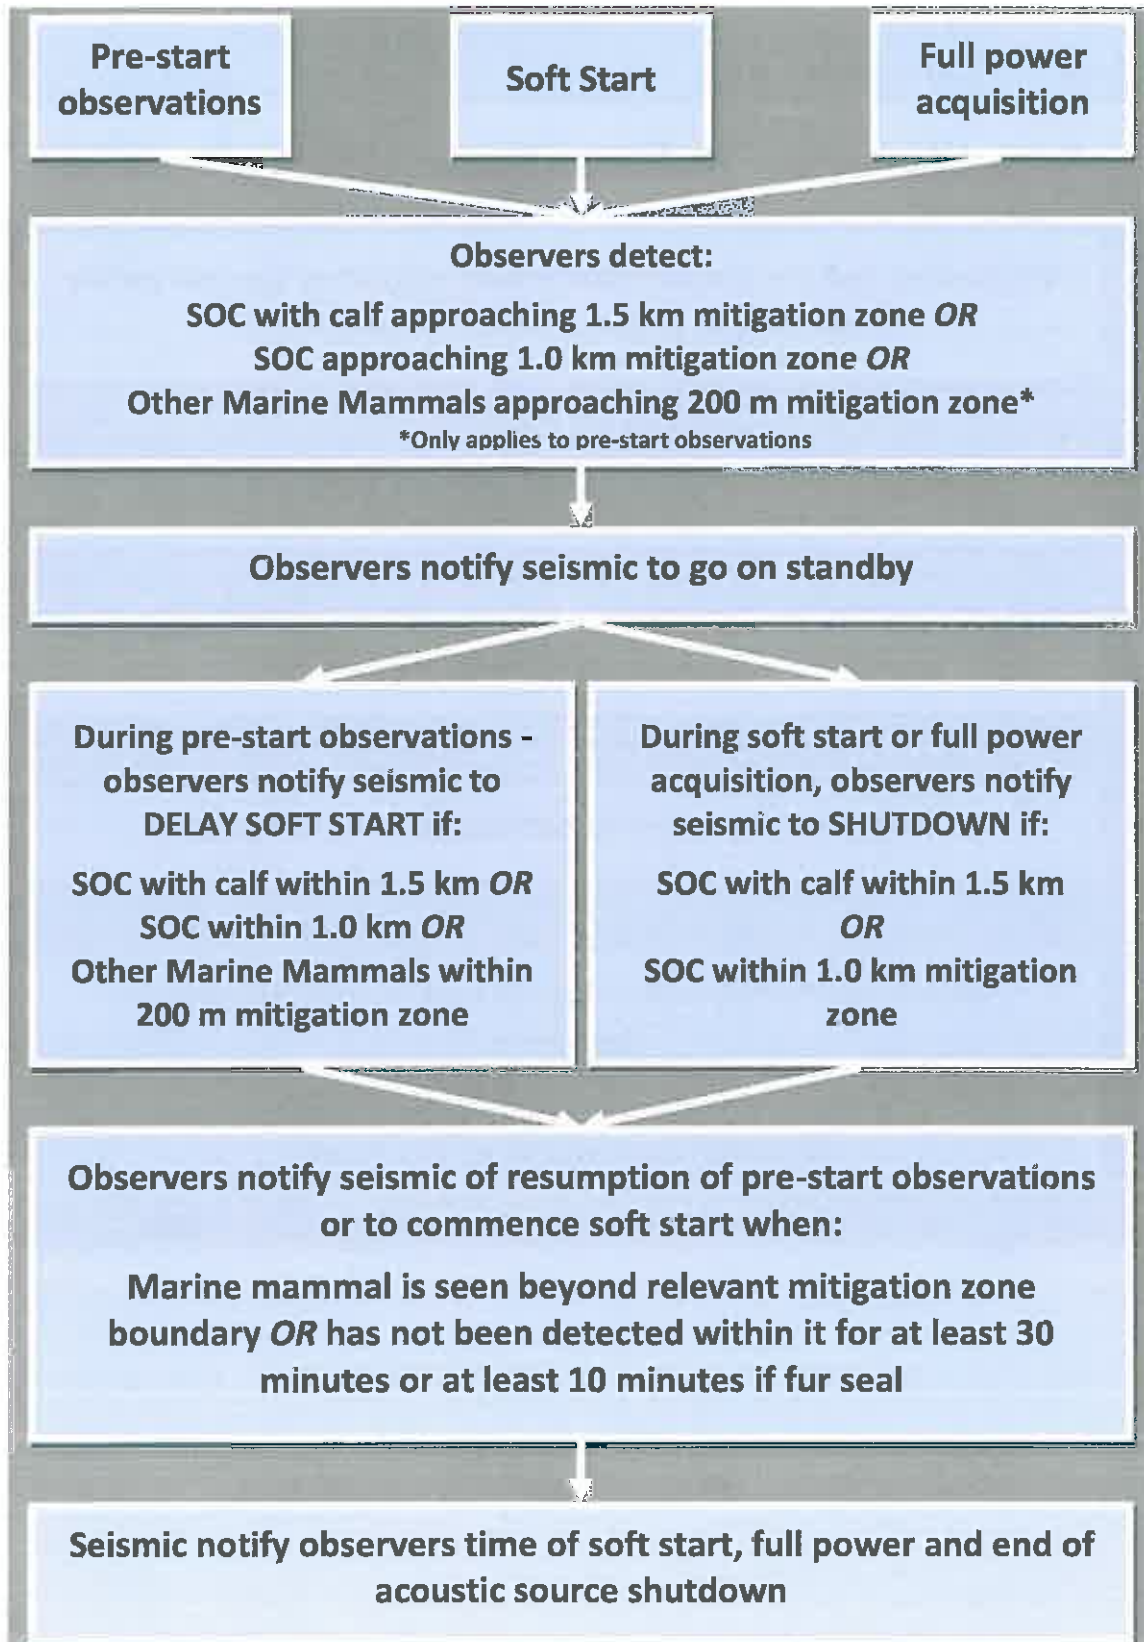 Pre-start
observations
Soft Start
Full power
acquisition
Observers detect:
SOC with calf approaching 1.5 km mitigation zone OR
SOC approaching 1.0 km mitigation zone OR
Other Marine Mammals approaching 200 m mitigation zone*
*Only applies to pre-start observations
Observers notify seismic to go on standby
During pre-start observations -
observers notify seismic to
DELAY SOFT START if:
SOC with calf within 1.5 km OR
SOC within 1.0 km OR
Other Marine Mammals within
200 m mitigation zone
During soft start or full power
acquisition, observers notify
seismic to SHUTDOWN if:
SOC with calf within 1.5 km
OR
SOC within 1.0 km mitigation
zone
Observers notify seismic of resumption of pre-start observations
or to commence soft start when:
Marine mammal is seen beyond relevant mitigation zone
boundary OR has not been detected within it for at least 30
minutes or at least 10 minutes if fur seal
Seismic notify observers time of soft start, full power and end of
acoustic source shutdown